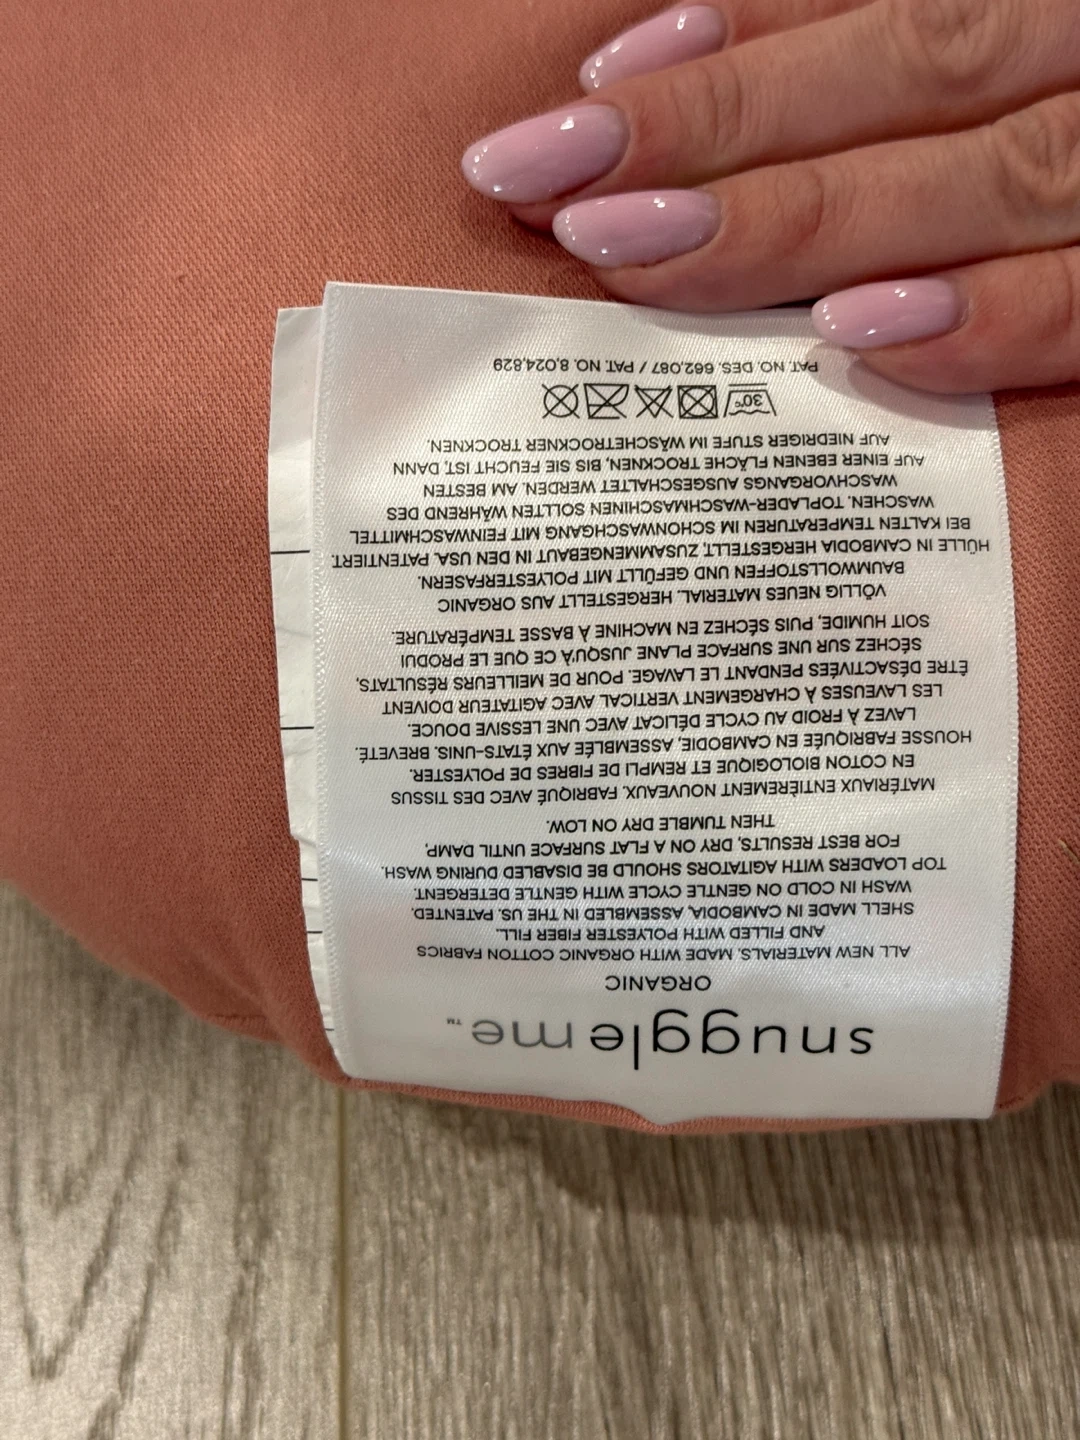 snuggle me™
ORGANIC
ALL NEW MATERIALS. MADE WITH ORGANIC COTTON FABRICS
AND FILLED WITH POLYESTER FIBER FILL.
SHELL MADE IN CAMBODIA, ASSEMBLED IN THE US. PATENTED.
WASH IN COLD ON GENTLE CYCLE WITH GENTLE DETERGENT.
TOP LOADERS WITH AGITATORS SHOULD BE DISABLED DURING WASH.
FOR BEST RESULTS, DRY ON A FLAT SURFACE UNTIL DAMP,
THEN TUMBLE DRY ON LOW.
MATÉRIAUX ENTIÈREMENT NOUVEAUX. FABRIQUÉ AVEC DES TISSUS
EN COTON BIOLOGIQUE ET REMPLI DE FIBRES DE POLYESTER.
HOUSSE FABRIQUÉE EN CAMBODIE, ASSEMBLÉE AUX ÉTATS-UNIS. BREVETÉ.
LAVEZ À FROID AU CYCLE DÉLICAT AVEC UNE LESSIVE DOUCE.
LES LAVEUSES À CHARGEMENT VERTICAL AVEC AGITATEUR DOIVENT
ÊTRE DÉSACTIVÉES PENDANT LE LAVAGE. POUR DE MEILLEURS RÉSULTATS,
SÉCHEZ SUR UNE SURFACE PLANE JUSQU'À CE QUE LE PRODUI
SOIT HUMIDE, PUIS SÉCHEZ EN MACHINE À BASSE TEMPÉRATURE.
VÖLLIG NEUES MATERIAL. HERGESTELLT AUS ORGANIC
BAUMWOLLSTOFFEN UND GEFÜLLT MIT POLYESTERFASERN.
HÜLLE IN CAMBODIA HERGESTELLT, ZUSAMMENGEBAUT IN DEN USA. PATENTIERT.
BEI KALTEN TEMPERATUREN IM SCHONWASCHGANG MIT FEINWASCHMITTEL
WASCHEN. TOPLADER-WASCHMASCHINEN SOLLTEN WÄHREND DES
WASCHVORGANGS AUSGESCHALTET WERDEN. AM BESTEN
AUF EINER EBENEN FLÄCHE TROCKNEN, BIS SIE FEUCHT IST, DANN
AUF NIEDRIGER STUFE IM WÄSCHETROCKNER TROCKNEN.
30°C
PAT. NO. DES. 662,087 / PAT. NO. 8,024,829